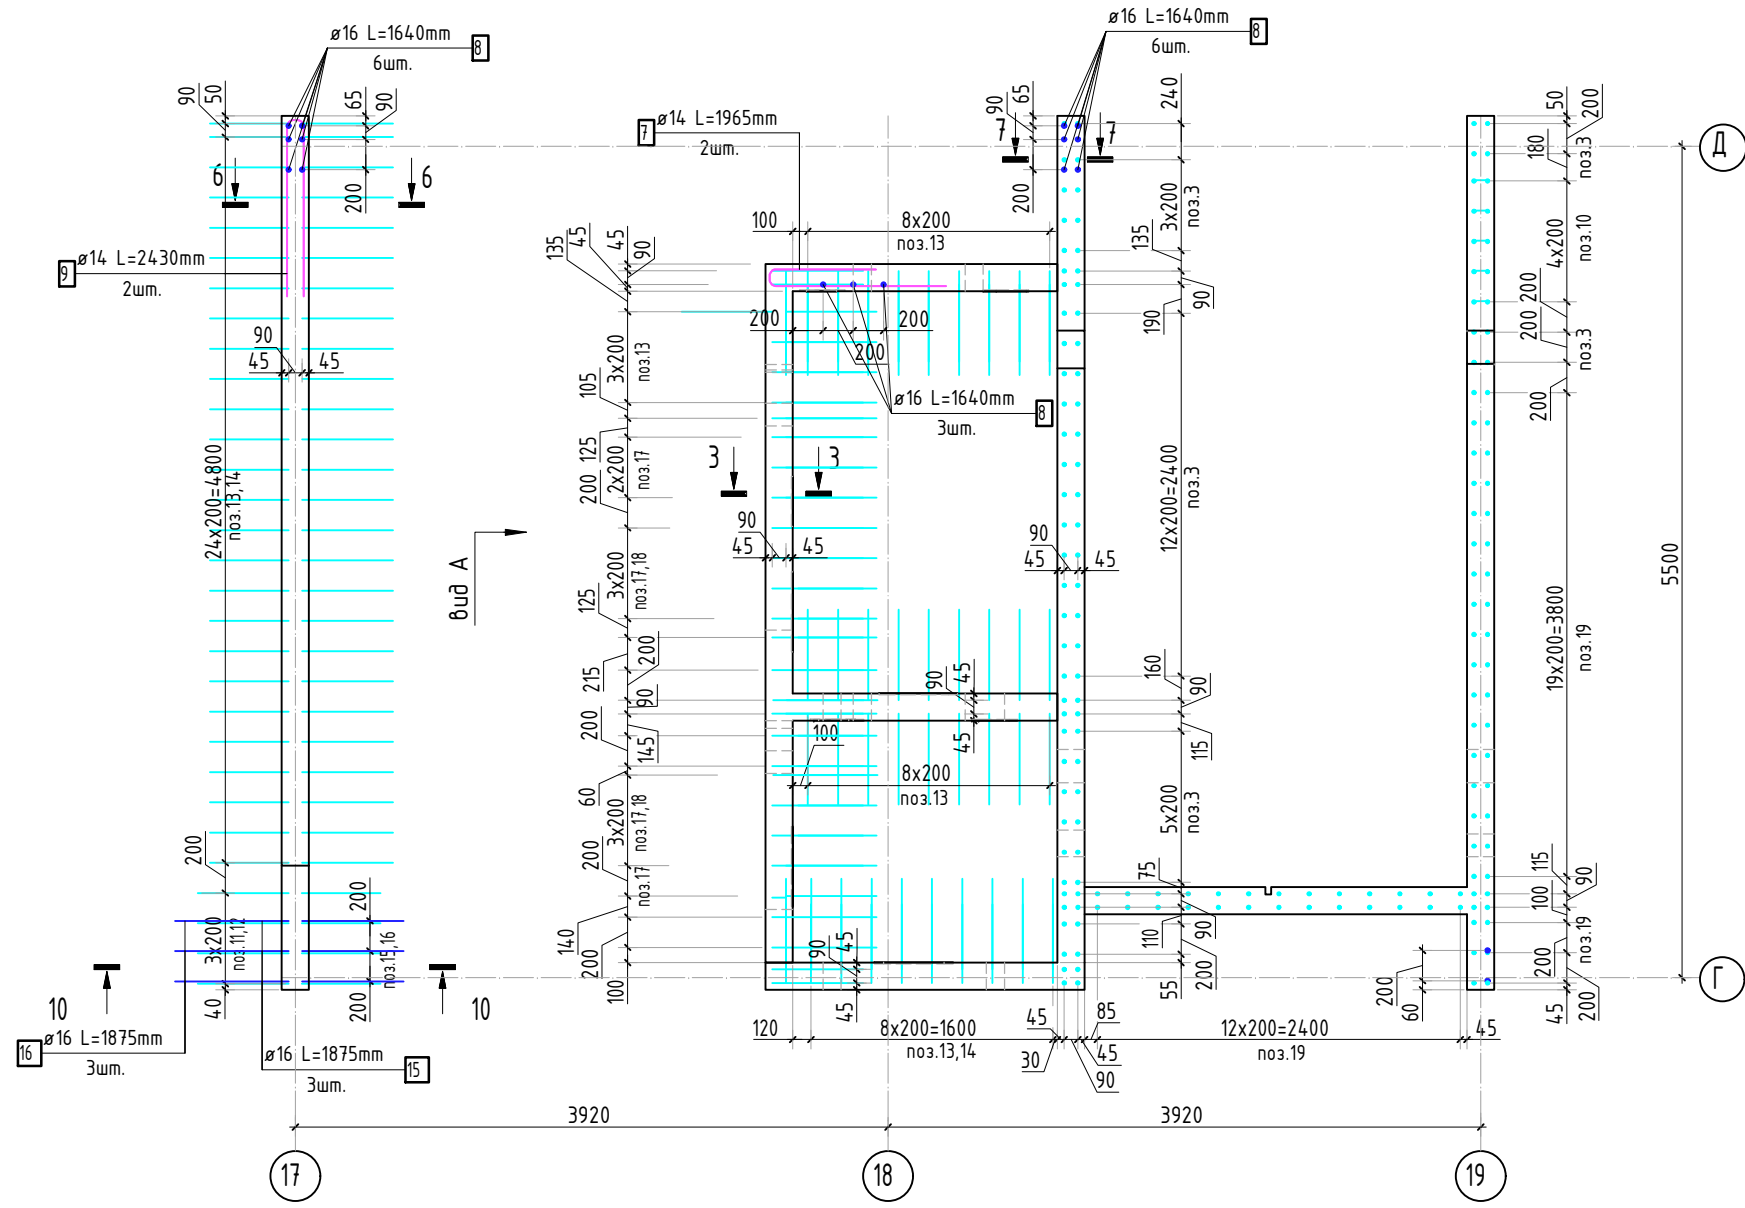 ø16 L=1640mm
8
6шт.
90
50
65
90
6
6
200
ø14 L=2430mm
9
2шт.
90
45
45
24x200=4800
поз.13,14
200
200
3x200
поз.11,12
поз.15,16
40
200
10
10
ø16 L=1875mm
16
3шт.
ø16 L=1875mm
15
3шт.
вид А
7
ø14 L=1965mm
2шт.
ø16 L=1640mm
8
6шт.
90
65
7
7
200
240
3x200
поз.3
135
90
190
100
8x200
поз.13
135
45
45
90
200
200
200
3x200
поз.13
105
ø16 L=1640mm
8
3шт.
125
2x200
поз.17
200
3
3
90
45
45
90
45
45
12x200=2400
поз.3
3x200
поз.17,18
125
200
215
90
90
45
45
160
90
200
145
100
115
60
8x200
поз.13
3x200
поз.17,18
5x200
поз.3
200
поз.17
75
140
90
45
110
90
200
100
45
55
200
120
8x200=1600
поз.13,14
45
85
30
45
90
12x200=2400
поз.19
45
50
200
180
поз.3
4x200
поз.10
200
200
поз.3
200
19x200=3800
поз.19
5500
115
90
100
поз.19
200
200
60
45
200
3920
3920
Д
Г
17
18
19